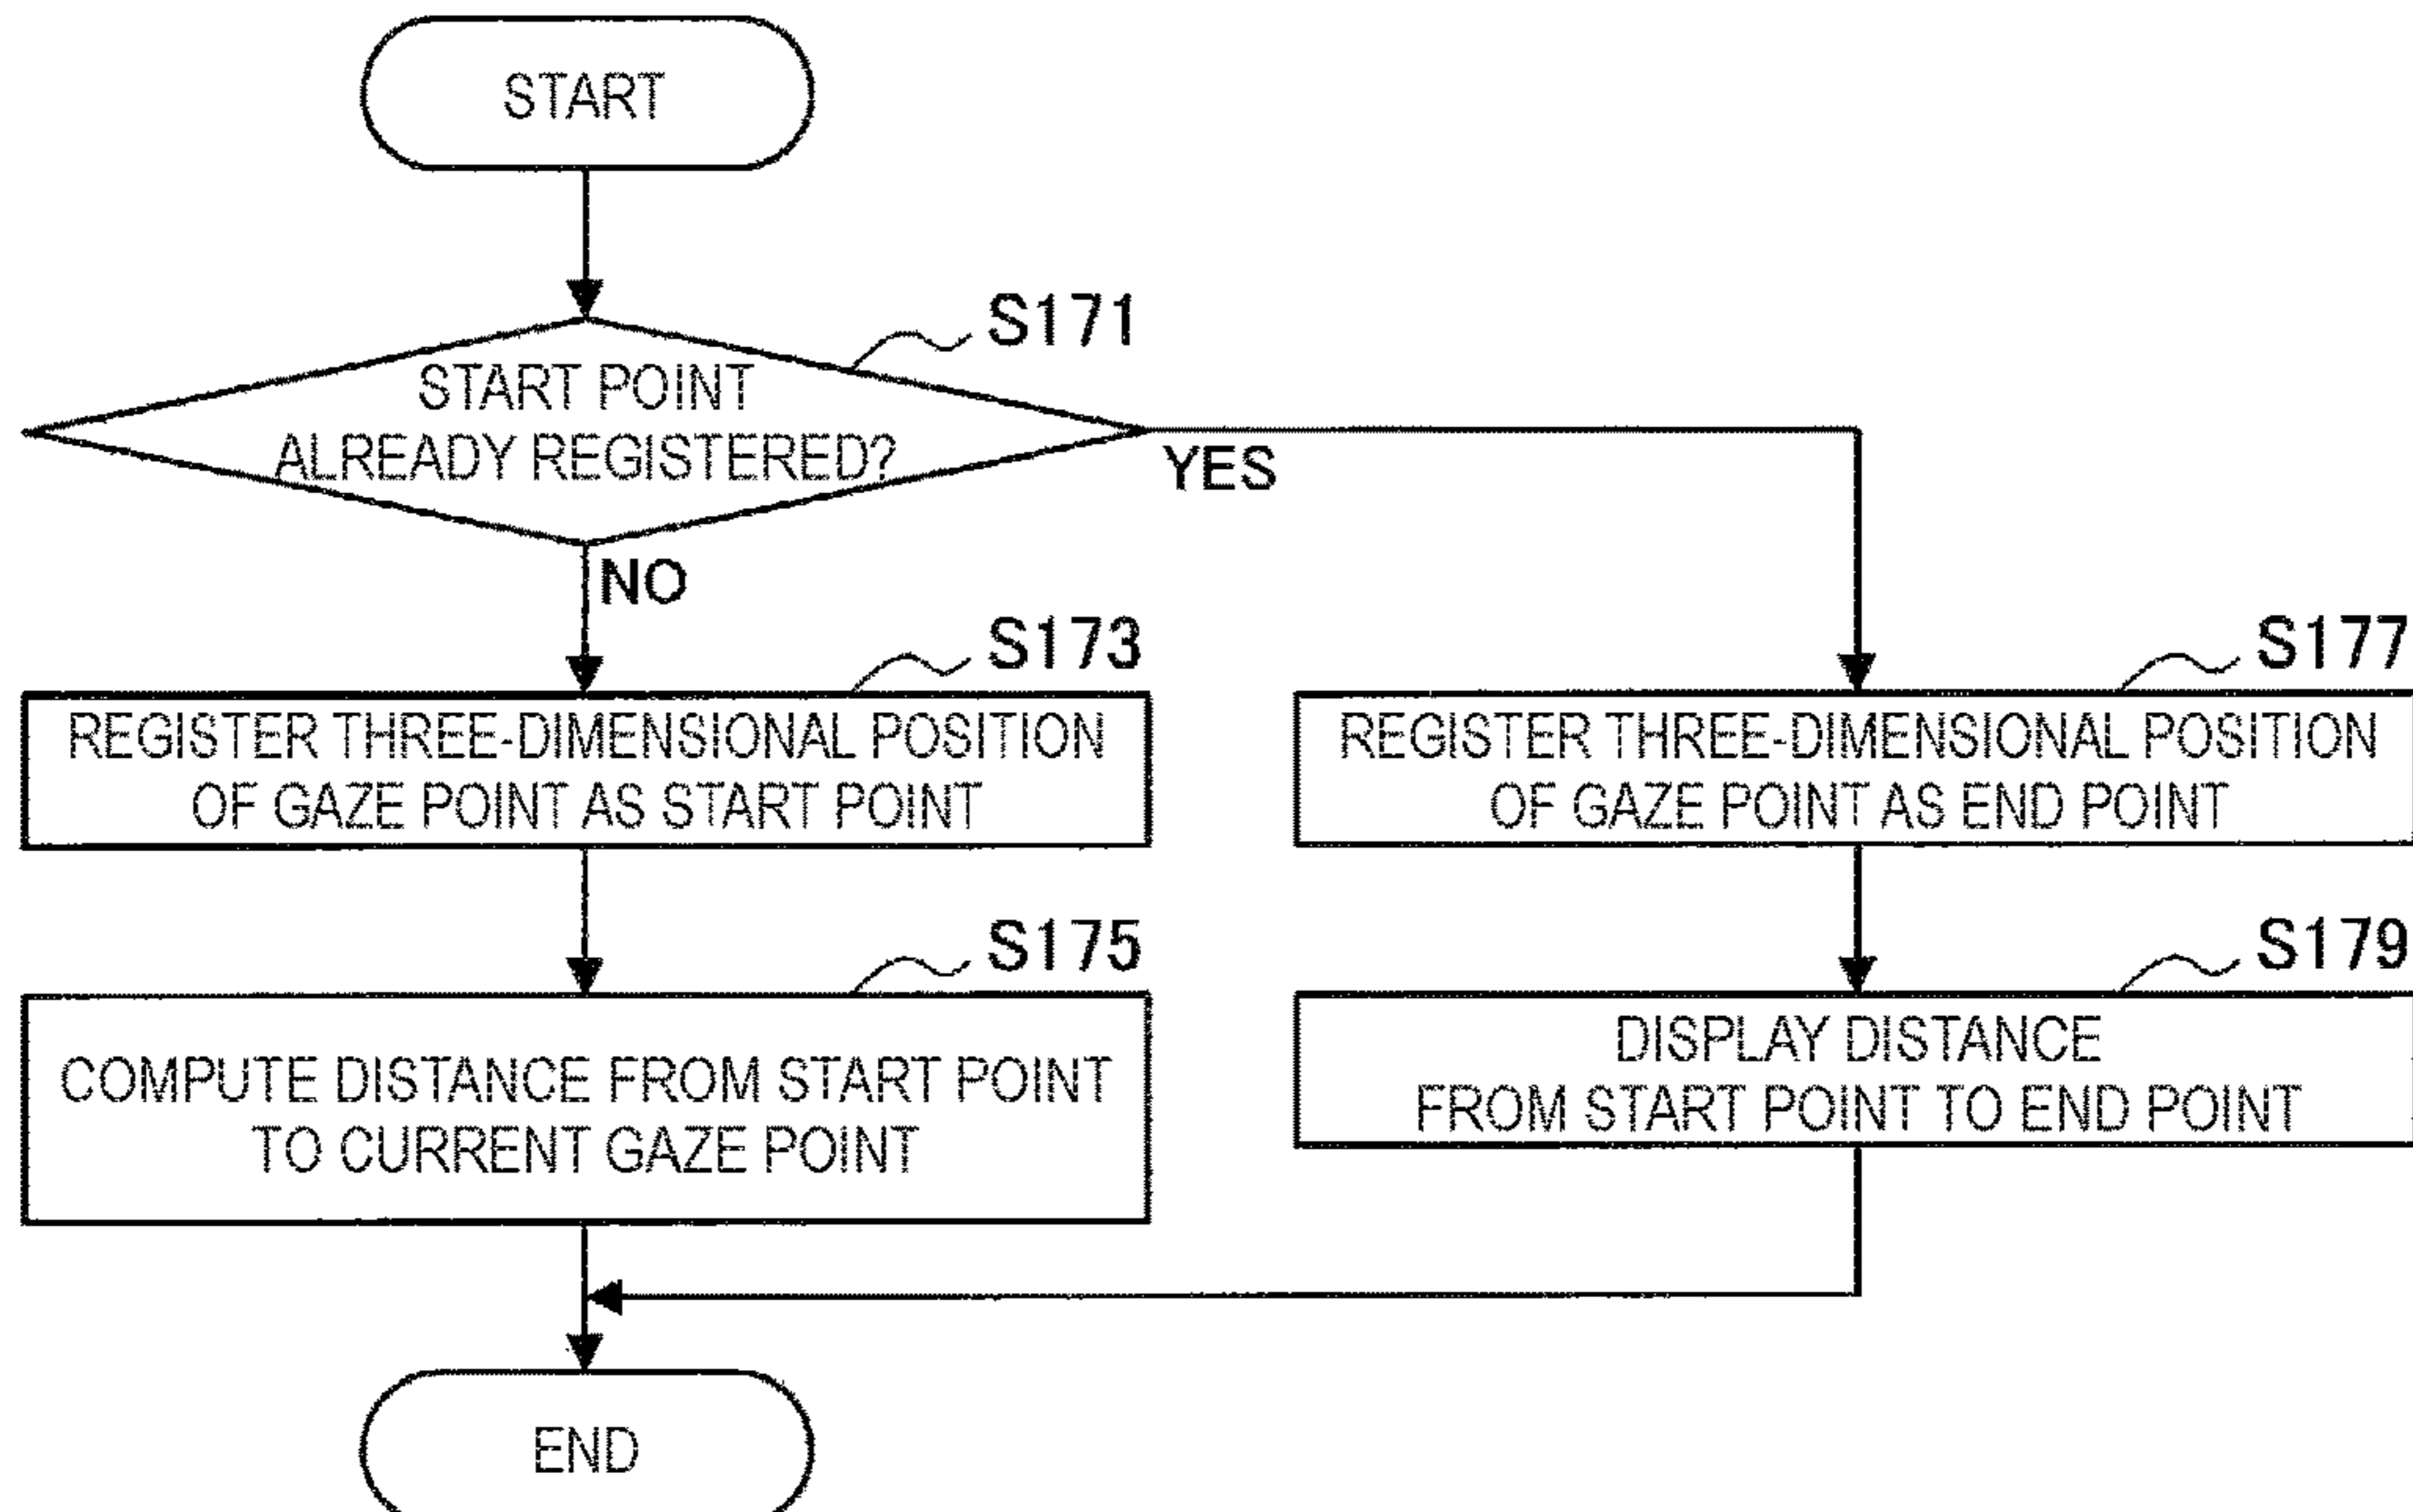 START
S171
START POINT
ALREADY REGISTERED?
YES
NO
S173
REGISTER THREE-DIMENSIONAL POSITION
OF GAZE POINT AS START POINT
S177
REGISTER THREE-DIMENSIONAL POSITION
OF GAZE POINT AS END POINT
S175
COMPUTE DISTANCE FROM START POINT
TO CURRENT GAZE POINT
S179
DISPLAY DISTANCE
FROM START POINT TO END POINT
END